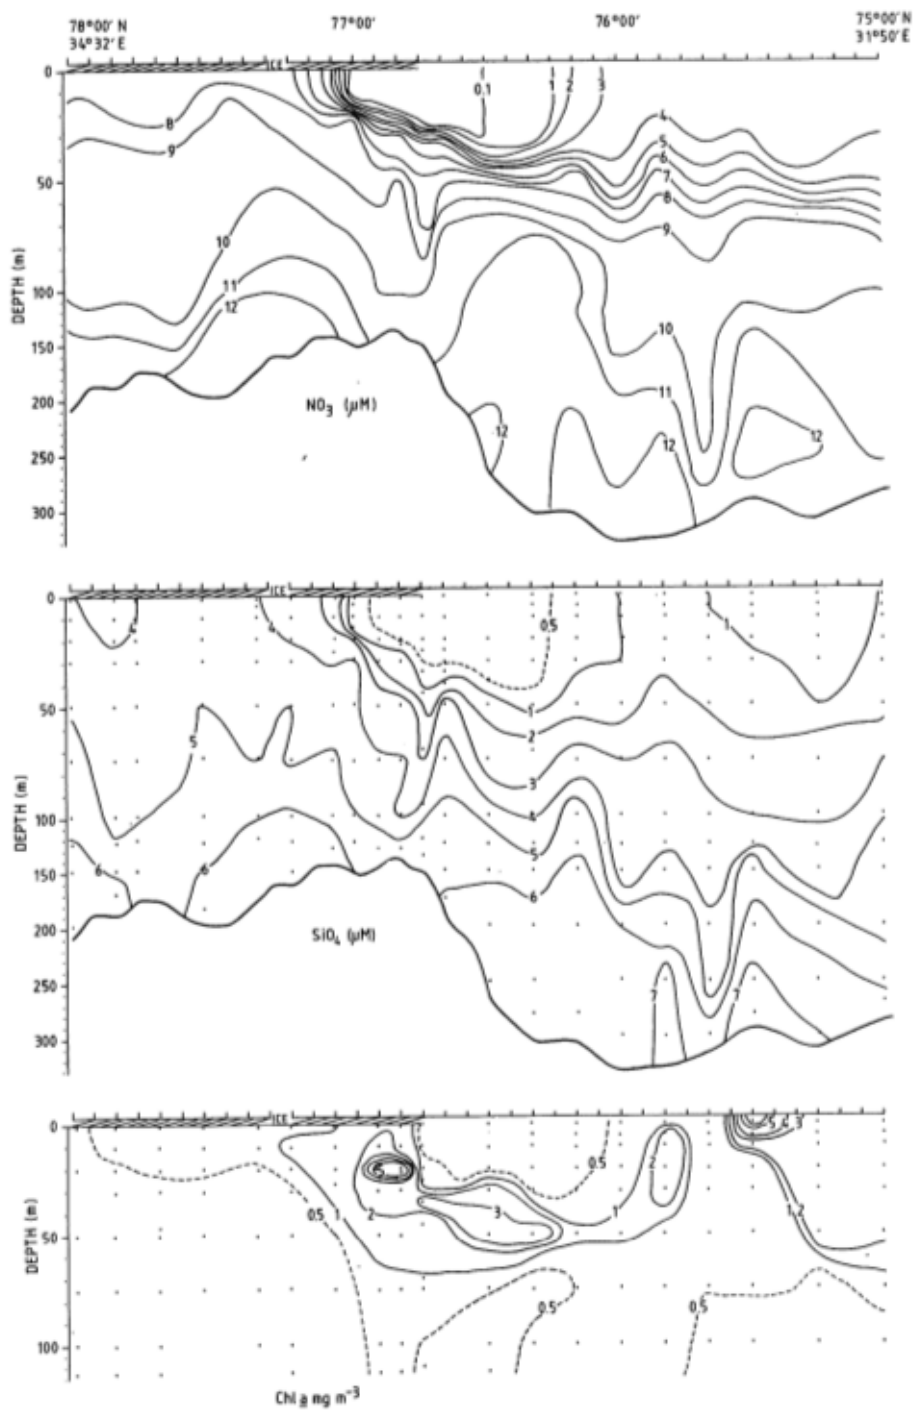 78°00' N 77°00' 76°00' 75°00' N
34°32' E 31°50' E
ICE
0
0.1 1 2 3
4
8 5
9 6
50 7
8
9
10
100 11
12 10
150
11
200 NO3 (µM)
12 12 12
250
300
DEPTH (m)
ICE
0
4 4 0.5 1
50 1
2
5
3
100 4
5
6 6
150 6
200 SiO4 (µM)
250 7 7
300
DEPTH (m)
ICE
0 5 4 3
0.5 2
5
0.5 1 2 3 1 1 2
50
0.5 0.5
100
DEPTH (m)
Chl a mg m-3